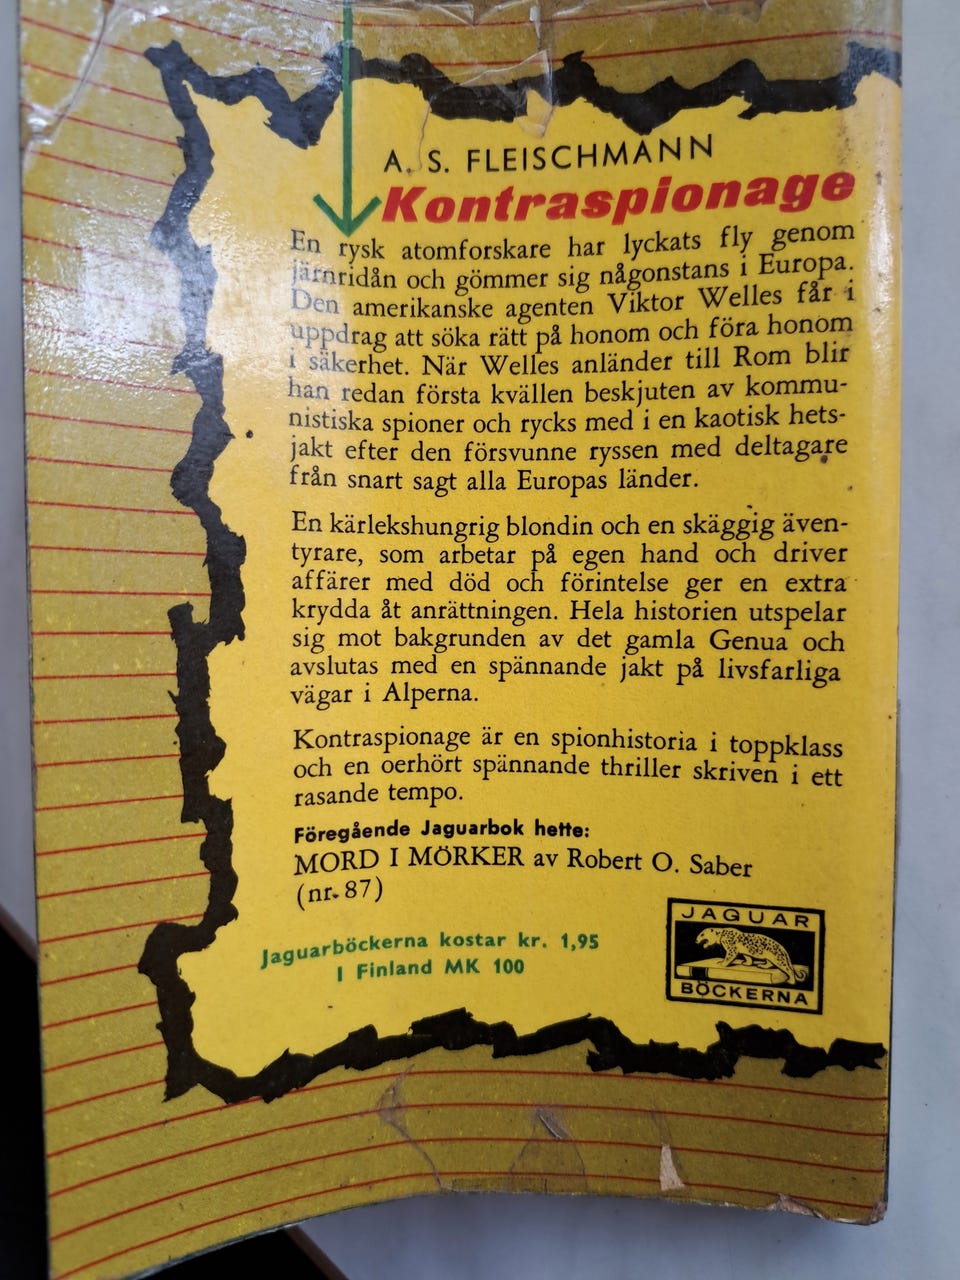 A. S. FLEISCHMANN
Kontraspionage
En rysk atomforskare har lyckats fly genom
järnridån och gömmer sig någonstans i Europa.
Den amerikanske agenten Viktor Welles får i
uppdrag att söka rätt på honom och föra honom
i säkerhet. När Welles anländer till Rom blir
han redan första kvällen beskjuten av kommu-
nistiska spioner och rycks med i en kaotisk hets-
jakt efter den försvunne ryssen med deltagare
från snart sagt alla Europas länder.
En kärlekshungrig blondin och en skäggig även-
tyrare, som arbetar på egen hand och driver
affärer med död och förintelse ger en extra
krydda åt anrättningen. Hela historien utspelar
sig mot bakgrunden av det gamla Genua och
avslutas med en spännande jakt på livsfarliga
vägar i Alperna.
Kontraspionage är en spionhistoria i toppklass
och en oerhört spännande thriller skriven i ett
rasande tempo.
Föregående Jaguarbok hette:
MORD I MÖRKER av Robert O. Saber
(nr. 87)
Jaguarböckerna kostar kr. 1,95
I Finland MK 100
JAGUAR
BÖCKERNA